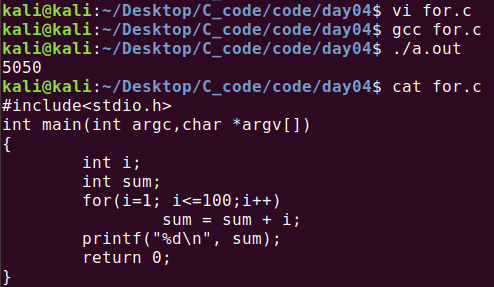 kali@kali:~/Desktop/C_code/code/day04$ vi for.c
kali@kali:~/Desktop/C_code/code/day04$ gcc for.c
kali@kali:~/Desktop/C_code/code/day04$ ./a.out
5050
kali@kali:~/Desktop/C_code/code/day04$ cat for.c
#include<stdio.h>
int main(int argc,char *argv[])
{
        int i;
        int sum;
        for(i=1; i<=100;i++)
                sum = sum + i;
        printf("%d\n", sum);
        return 0;
}